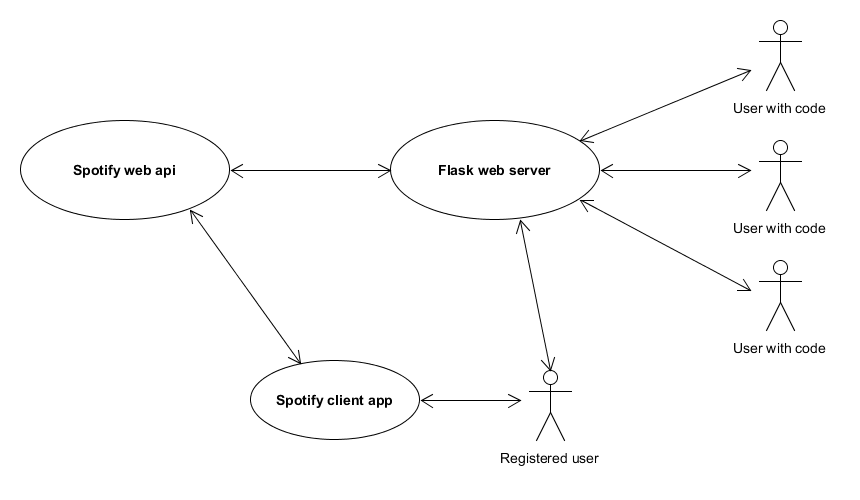 User with code
Spotify web api
Flask web server
User with code
User with code
Spotify client app
Registered user